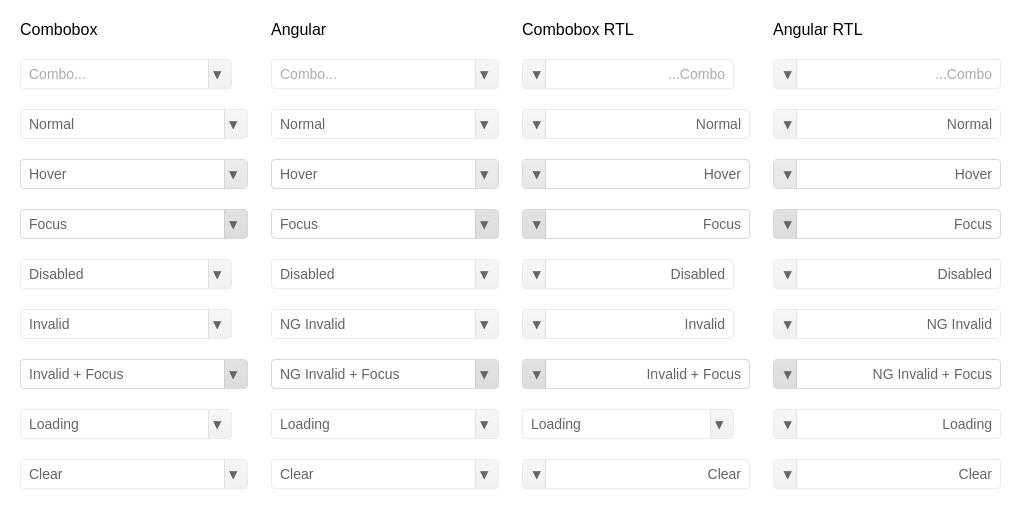 Combobox Angular Combobox RTL Angular RTL
Combo... Combo... ...Combo ...Combo
Normal Normal Normal Normal
Hover Hover Hover Hover
Focus Focus Focus Focus
Disabled Disabled Disabled Disabled
Invalid NG Invalid Invalid NG Invalid
Invalid + Focus NG Invalid + Focus Invalid + Focus NG Invalid + Focus
Loading Loading Loading Loading
Clear Clear Clear Clear